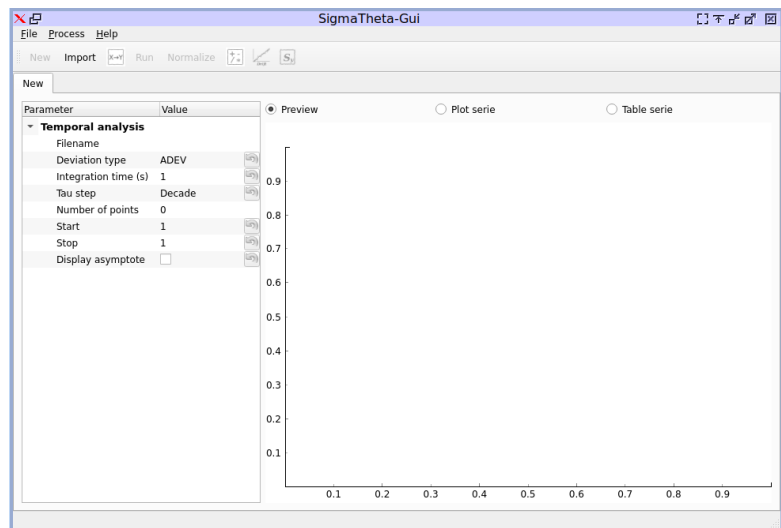 SigmaTheta-Gui
File Process Help
New Import X→Y Run Normalize
New
Parameter Value
Temporal analysis
Filename
Deviation type ADEV
Integration time (s) 1
Tau step Decade
Number of points 0
Start 1
Stop 1
Display asymptote
Preview Plot serie Table serie
0.9
0.8
0.7
0.6
0.5
0.4
0.3
0.2
0.1
0.1 0.2 0.3 0.4 0.5 0.6 0.7 0.8 0.9